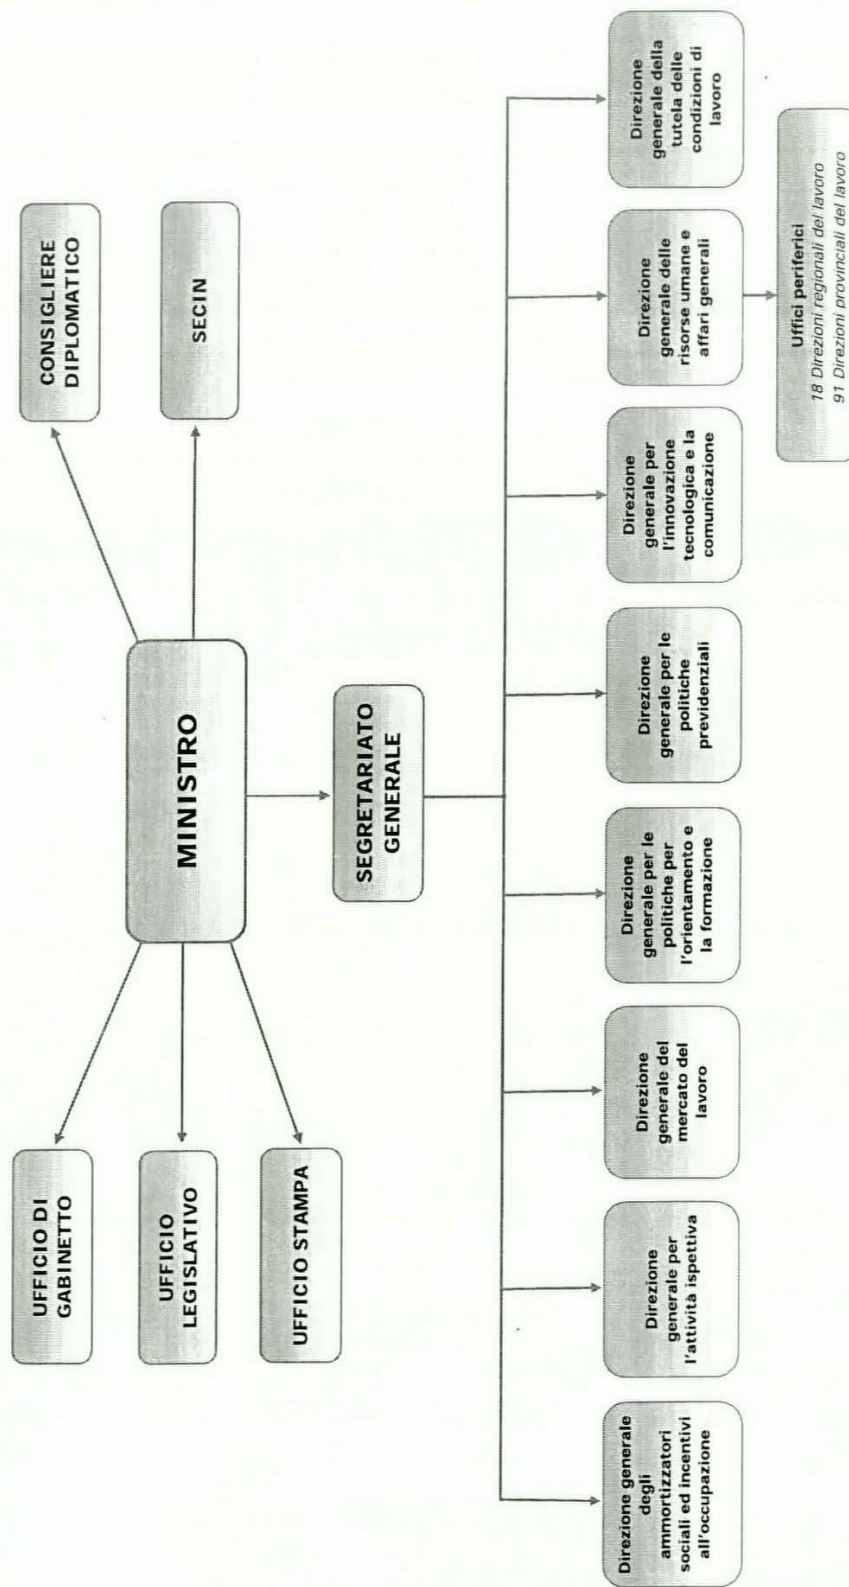 UFFICIO DI
GABINETTO
CONSIGLIERE
DIPLOMATICO
MINISTRO
UFFICIO
LEGISLATIVO
SECIN
UFFICIO STAMPA
SEGRETARIATO
GENERALE
Direzione generale
degli
ammortizzatori
sociali ed incentivi
all'occupazione
Direzione
generale per
l'attività ispettiva
Direzione
generale del
mercato del
lavoro
Direzione
generale per le
politiche per
l'orientamento e
la formazione
Direzione
generale per le
politiche
previdenziali
Direzione
generale per
l'innovazione
tecnologica e la
comunicazione
Direzione
generale delle
risorse umane e
affari generali
Direzione
generale della
tutela delle
condizioni di
lavoro
Uffici periferici
18 Direzioni regionali del lavoro
91 Direzioni provinciali del lavoro